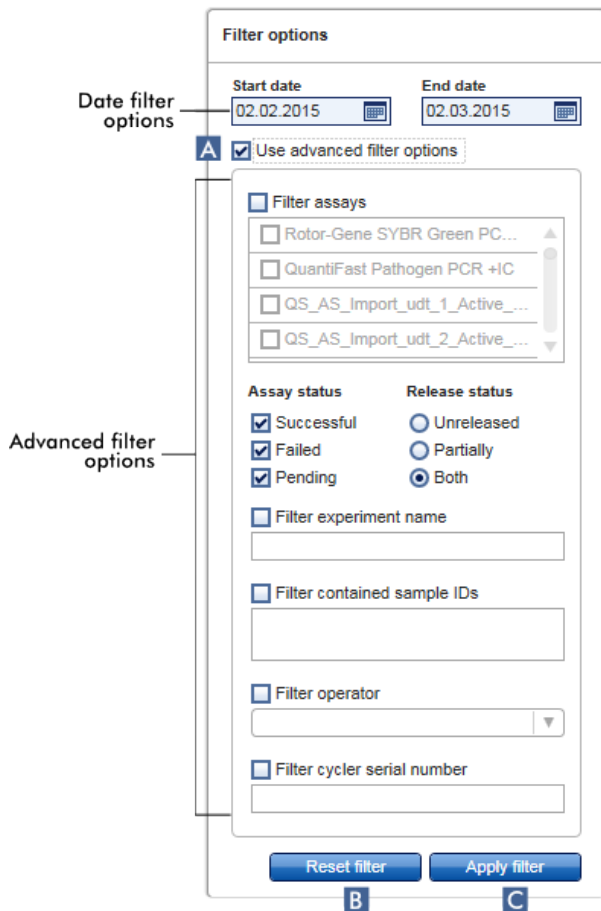 Filter options
Start date End date
Date filter options
02.02.2015 02.03.2015
A Use advanced filter options
Filter assays
Rotor-Gene SYBR Green PC...
QuantiFast Pathogen PCR +IC
QS_AS_Import_udt_1_Active_...
QS_AS_Import_udt_2_Active_...
Assay status Release status
Successful Unreleased
Advanced filter options
Failed Partially
Pending Both
Filter experiment name
Filter contained sample IDs
Filter operator
Filter cycler serial number
Reset filter Apply filter
B C